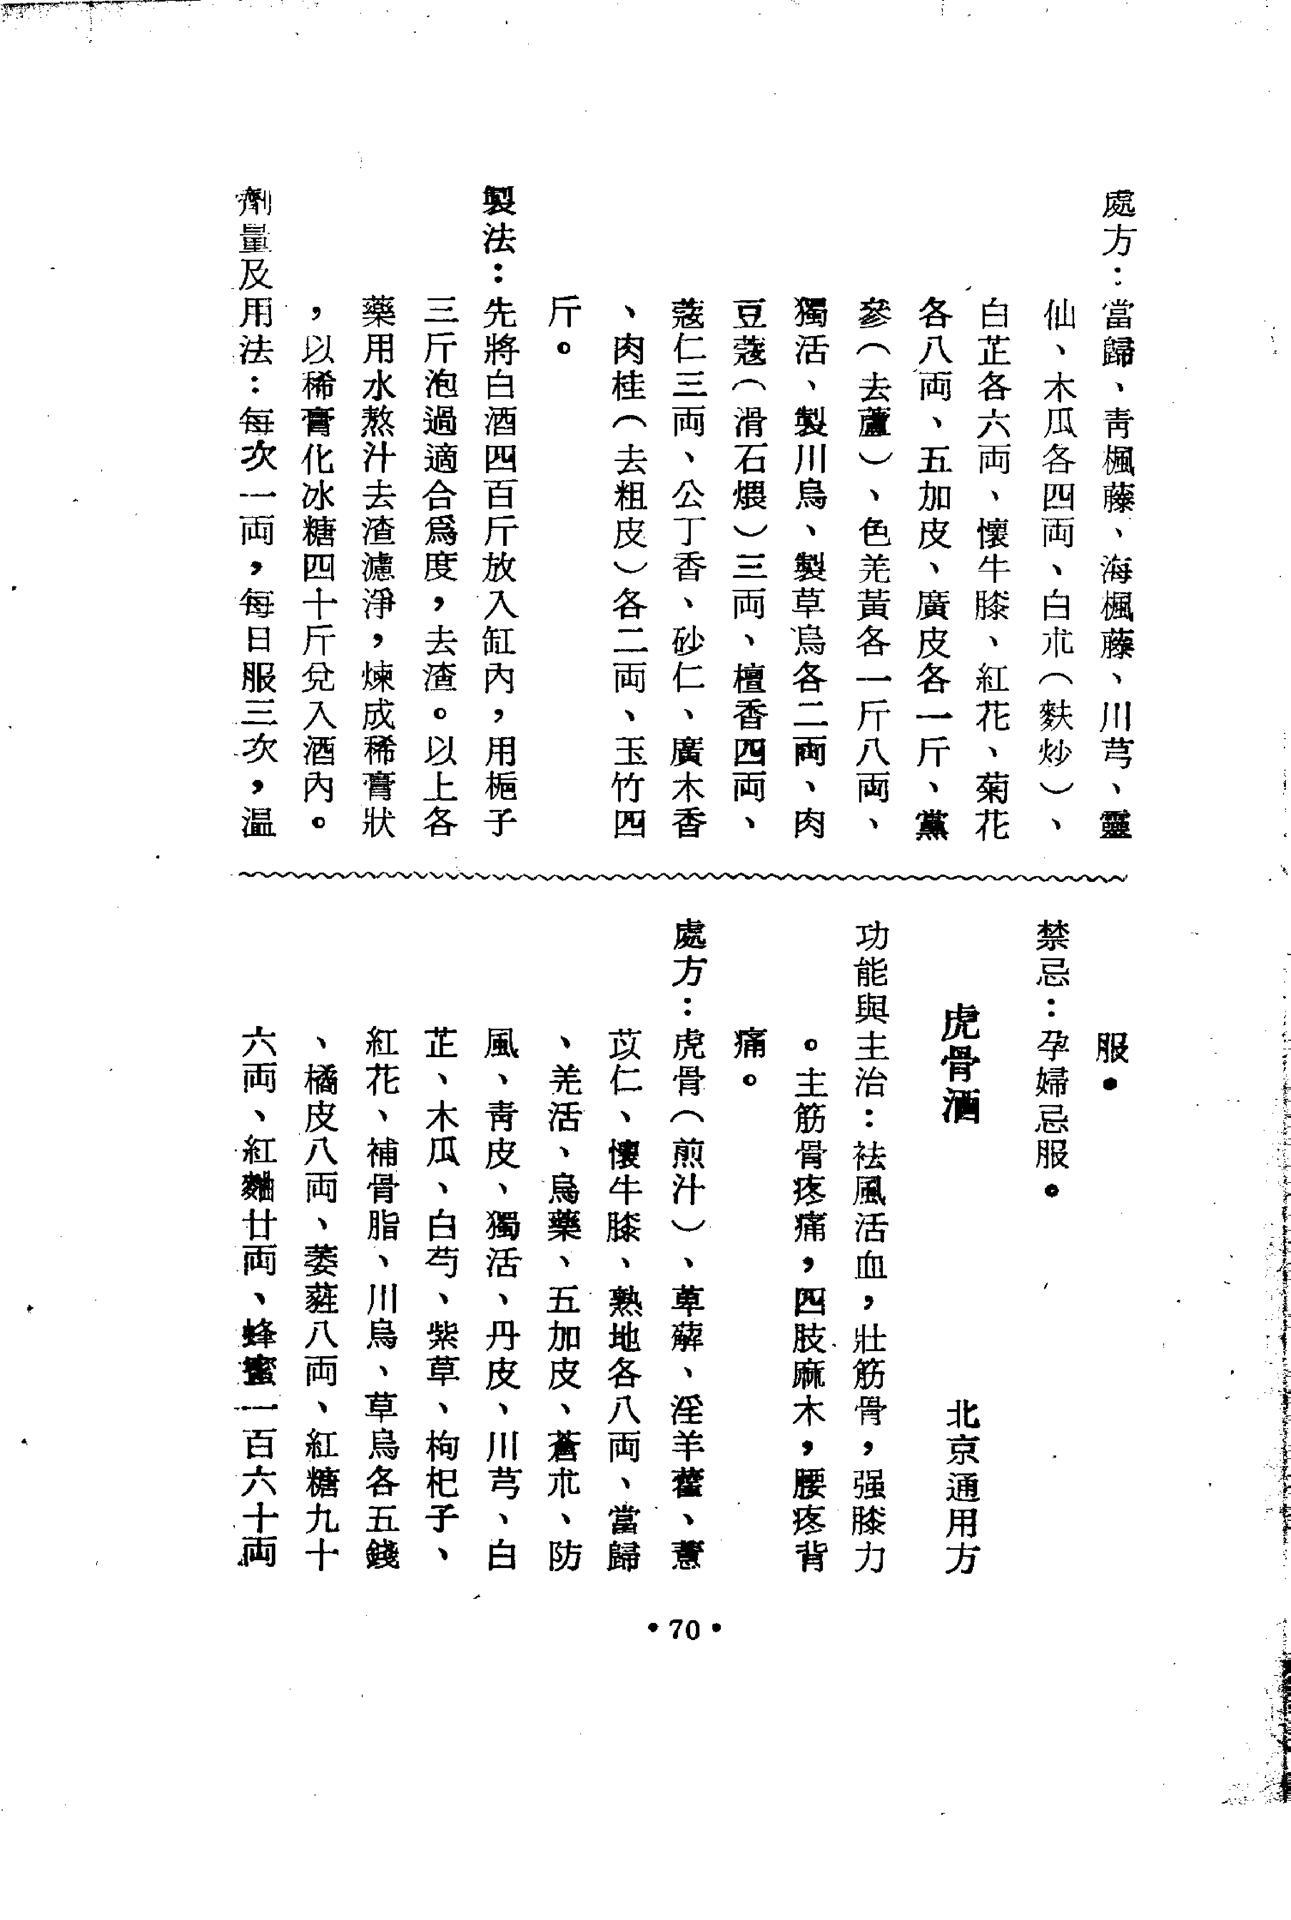 處方：當歸、靑楓藤、海楓藤、川芎、靈
仙、木瓜各四両、白朮（麩炒）、
白芷各六両、懷牛膝、紅花、菊花
各八両、五加皮、廣皮各一斤、黨
參（去蘆）、色羌黃各一斤八両、
獨活、製川烏、製草烏各二両、肉
豆蔻（滑石煨）三両、檀香四両、
蔻仁三両、公丁香、砂仁、廣木香
、肉桂（去粗皮）各二両、玉竹四
斤。
製法：先將白酒四百斤放入缸內，用梔子
三斤泡過適合爲度，去渣。以上各
藥用水熬汁去渣濾淨，煉成稀膏狀
，以稀膏化冰糖四十斤兌入酒內。
劑量及用法：每次一両，每日服三次，温
服。
禁忌：孕婦忌服。
虎骨酒　北京通用方
功能與主治：祛風活血，壯筋骨，强膝力
。主筋骨疼痛，四肢麻木，腰疼背
痛。
處方：虎骨（煎汁）、萆薢、淫羊藿、薏
苡仁、懷牛膝、熟地各八両、當歸
、羌活、烏藥、五加皮、蒼朮、防
風、靑皮、獨活、丹皮、川芎、白
芷、木瓜、白芍、紫草、枸杞子、
紅花、補骨脂、川烏、草烏各五錢
、橘皮八両、萎蕤八両、紅糖九十
六両、紅麯廿両、蜂蜜一百六十両
•70•